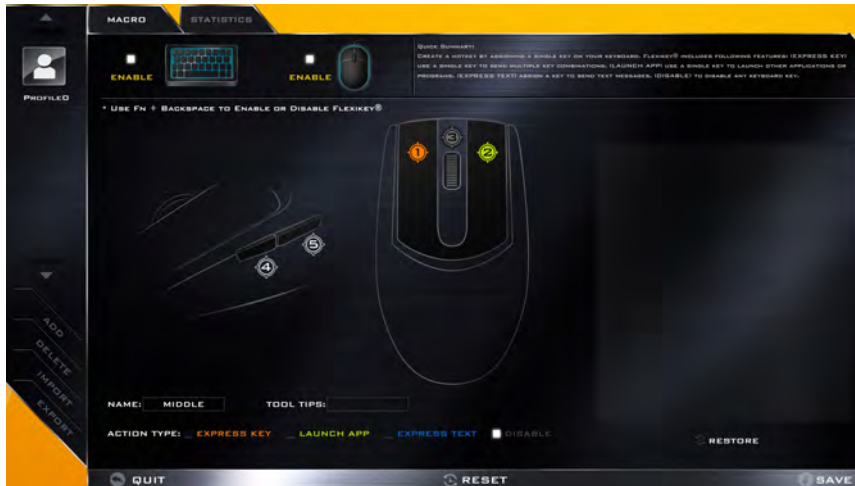 MACRO
STATISTICS
ENABLE
ENABLE
QUICK SUMMARY:
CREATE A HOTKEY BY ASSIGNING A SINGLE KEY ON YOUR KEYBOARD. FLEXIKEY® INCLUDES FOLLOWING FEATURES: (EXPRESS KEY)
USE A SINGLE KEY TO SEND MULTIPLE KEY COMBINATIONS. (LAUNCH APP) USE A SINGLE KEY TO LAUNCH OTHER APPLICATIONS OR
PROGRAMS. (EXPRESS TEXT) ASSIGN A KEY TO SEND TEXT MESSAGES. (DISABLE) TO DISABLE ANY KEYBOARD KEY.
PROFILE0
* USE FN + BACKSPACE TO ENABLE OR DISABLE FLEXIKEY®
3
1
2
5
4
ADD
DELETE
IMPORT
EXPORT
NAME: MIDDLE TOOL TIPS:
ACTION TYPE: EXPRESS KEY LAUNCH APP EXPRESS TEXT DISABLE
RESTORE
QUIT
RESET
SAVE